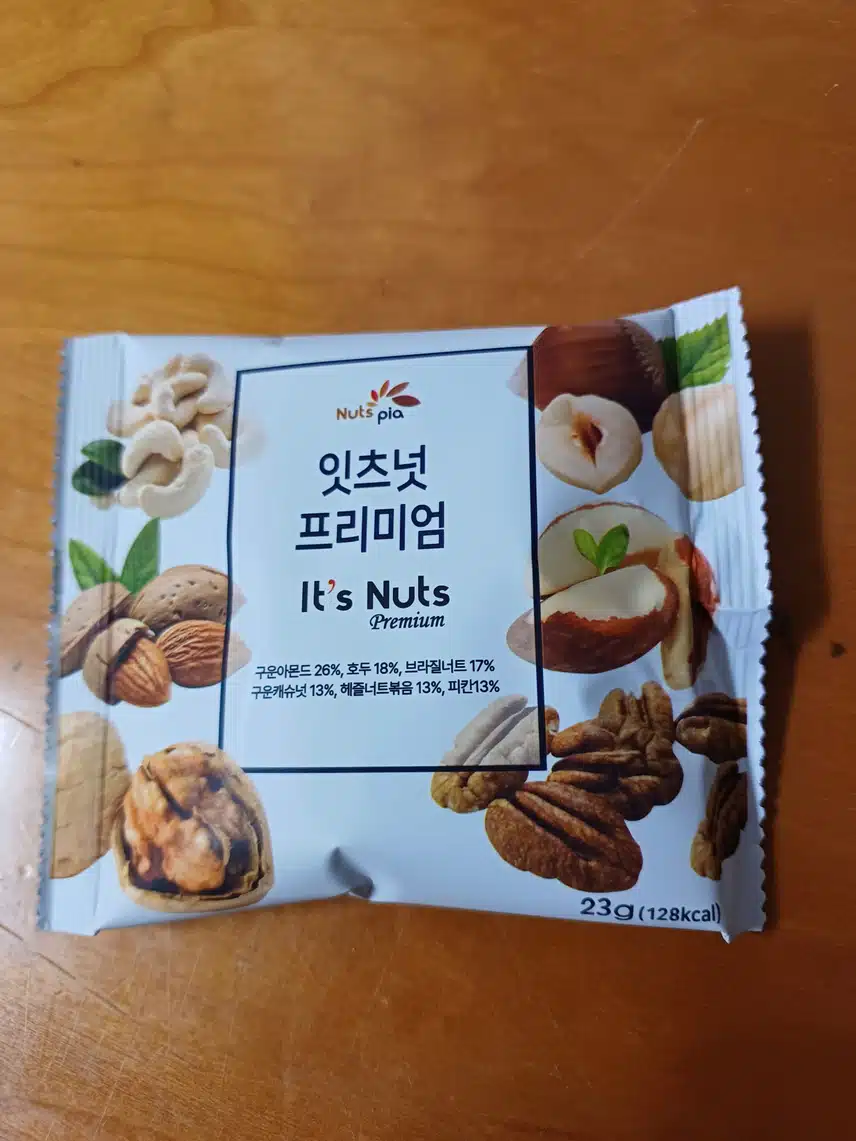 Nuts pia
잇츠넛
프리미엄
It's Nuts
Premium
구운아몬드 26%, 호두 18%, 브라질너트 17%
구운캐슈넛 13%, 헤즐너트볶음 13%, 피칸13%
23g (128kcal)